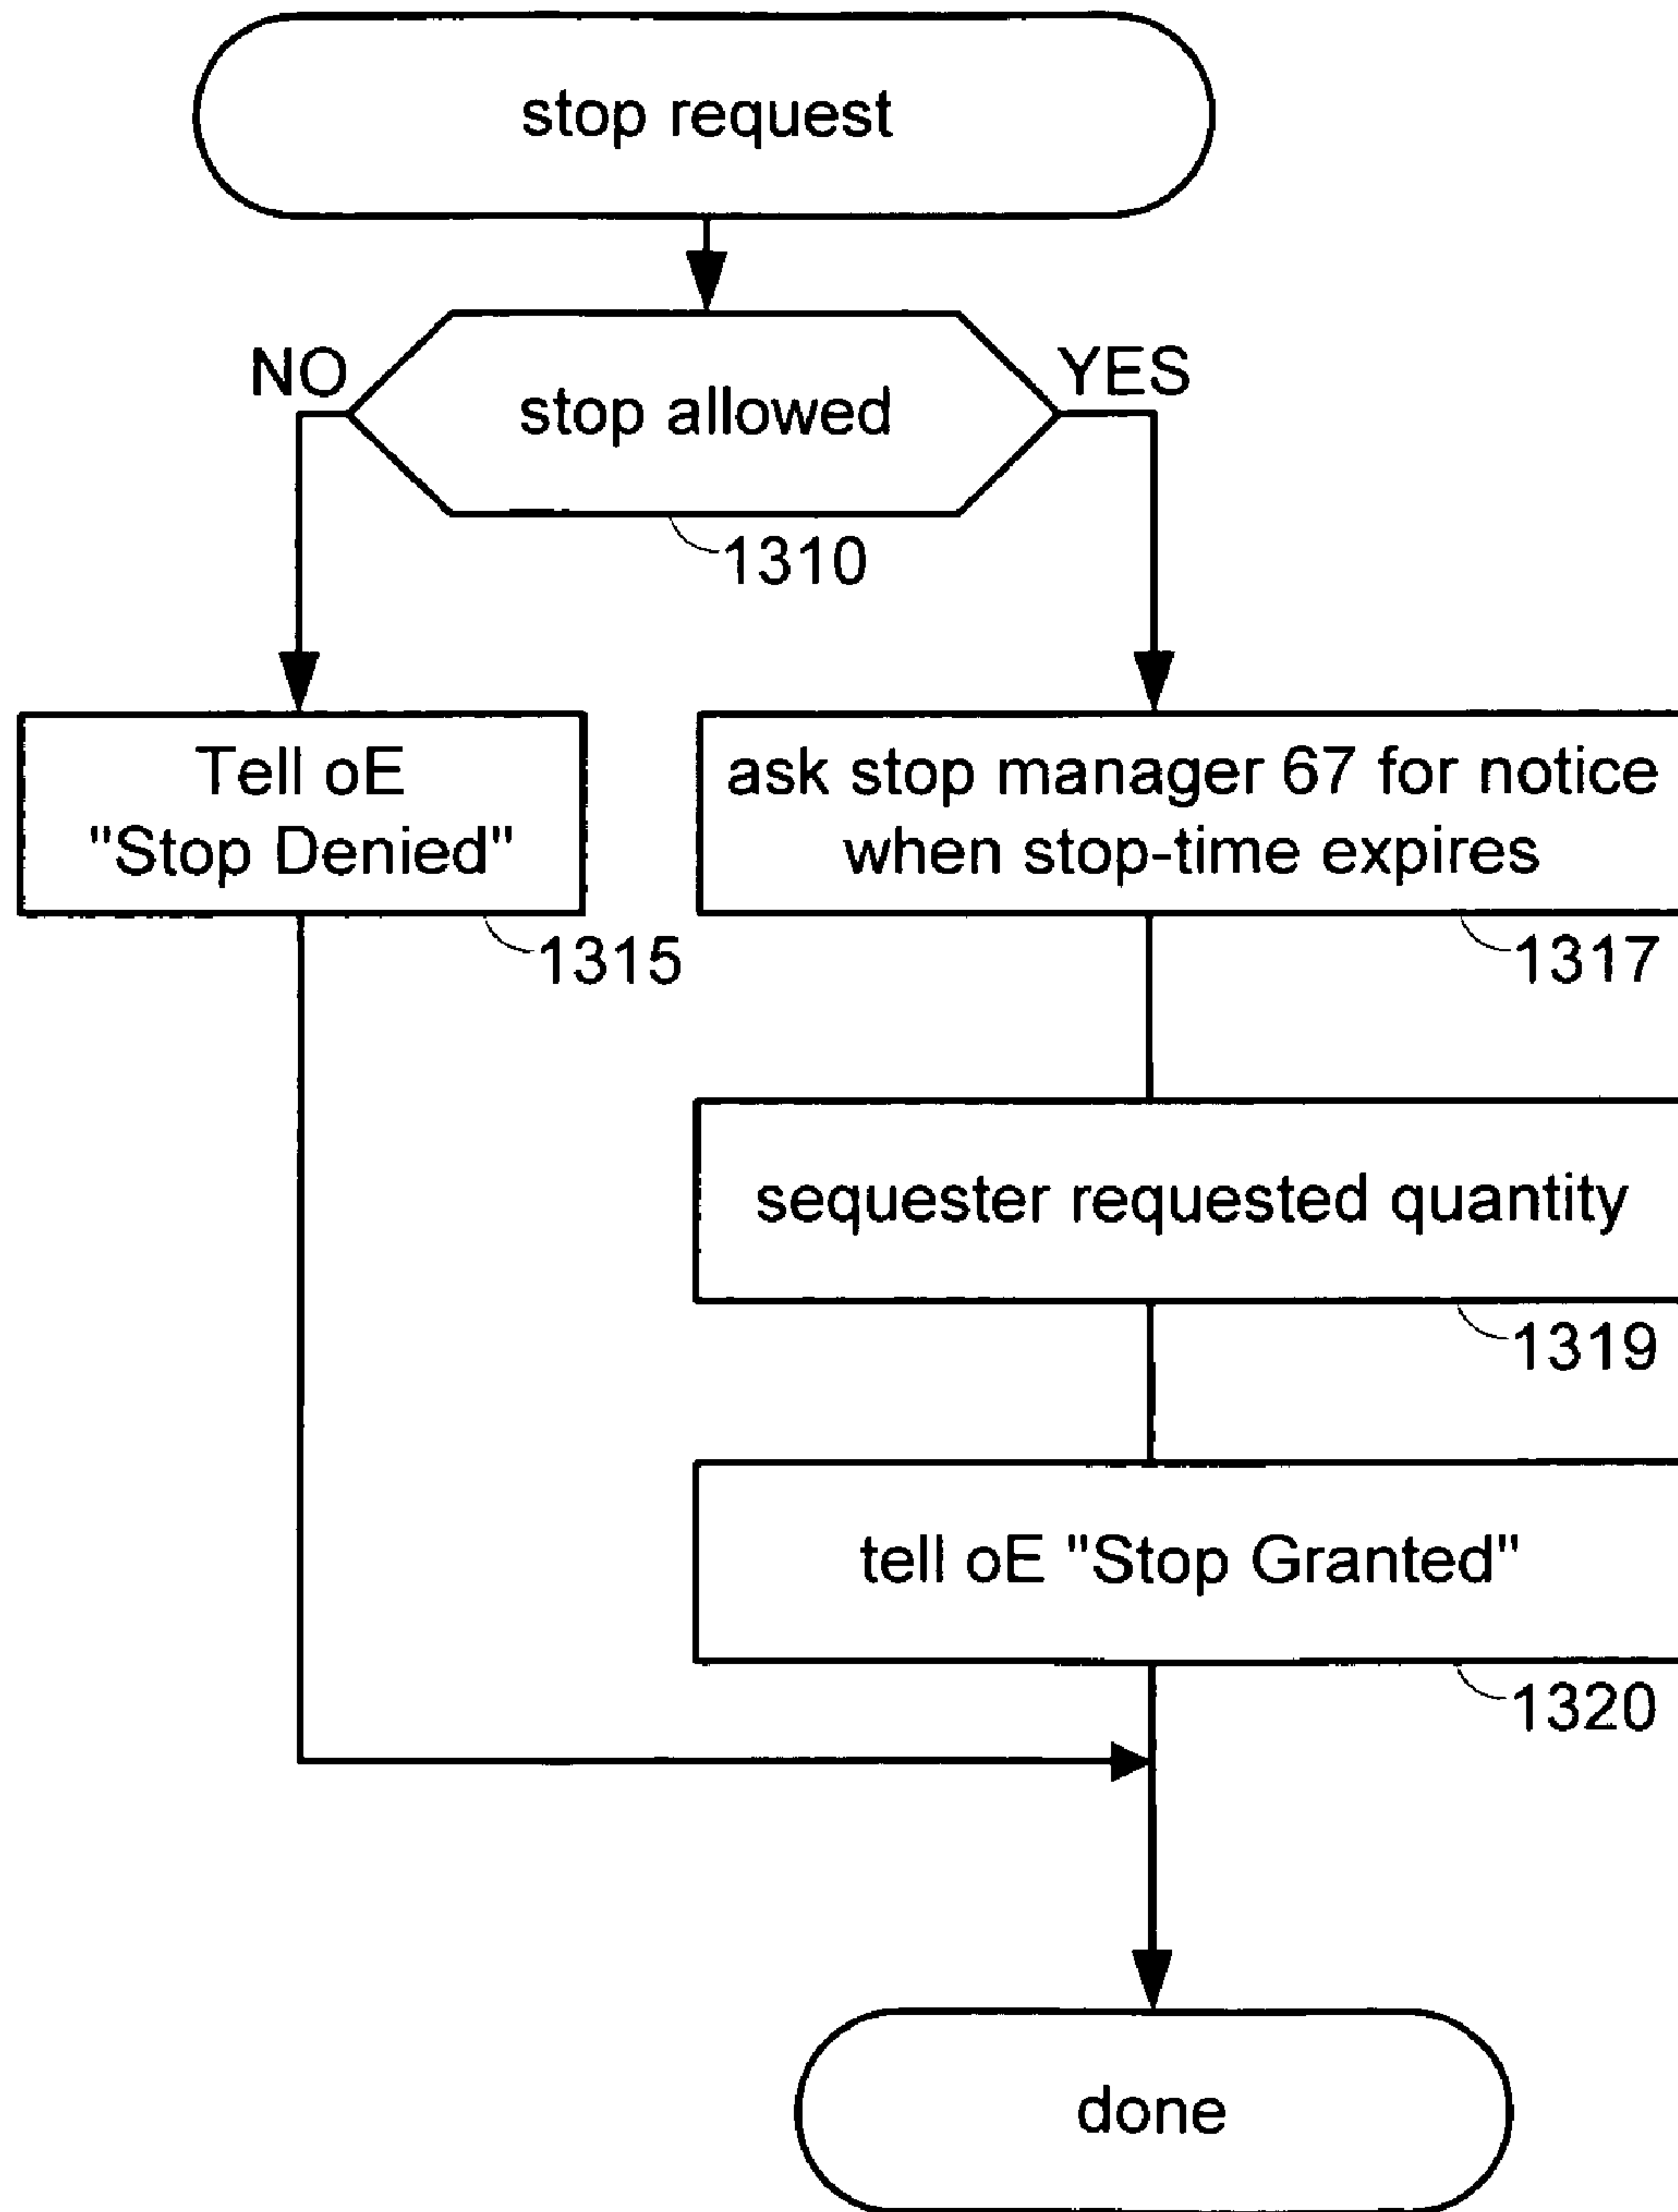 stop request
NO
YES
stop allowed
1310
Tell oE
"Stop Denied"
1315
ask stop manager 67 for notice
when stop-time expires
1317
sequester requested quantity
1319
tell oE "Stop Granted"
1320
done